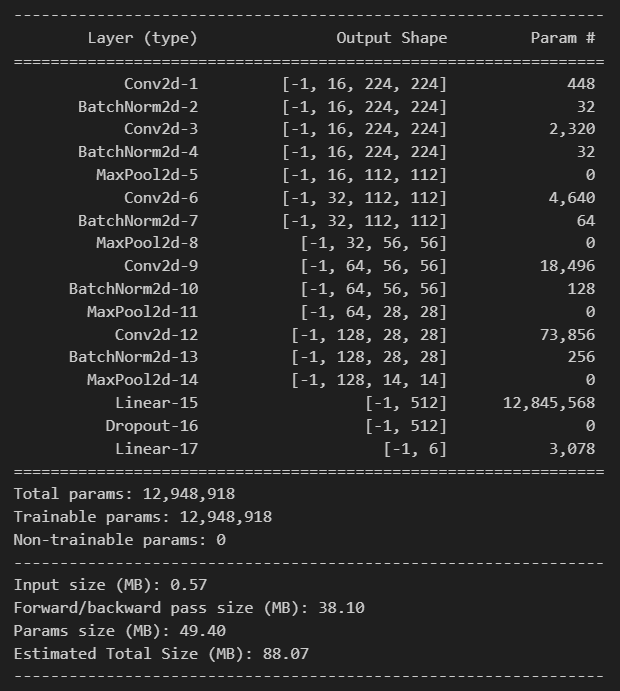 ----------------------------------------------------------------
Layer (type) Output Shape Param #
================================================================
Conv2d-1 [-1, 16, 224, 224] 448
BatchNorm2d-2 [-1, 16, 224, 224] 32
Conv2d-3 [-1, 16, 224, 224] 2,320
BatchNorm2d-4 [-1, 16, 224, 224] 32
MaxPool2d-5 [-1, 16, 112, 112] 0
Conv2d-6 [-1, 32, 112, 112] 4,640
BatchNorm2d-7 [-1, 32, 112, 112] 64
MaxPool2d-8 [-1, 32, 56, 56] 0
Conv2d-9 [-1, 64, 56, 56] 18,496
BatchNorm2d-10 [-1, 64, 56, 56] 128
MaxPool2d-11 [-1, 64, 28, 28] 0
Conv2d-12 [-1, 128, 28, 28] 73,856
BatchNorm2d-13 [-1, 128, 28, 28] 256
MaxPool2d-14 [-1, 128, 14, 14] 0
Linear-15 [-1, 512] 12,845,568
Dropout-16 [-1, 512] 0
Linear-17 [-1, 6] 3,078
================================================================
Total params: 12,948,918
Trainable params: 12,948,918
Non-trainable params: 0
----------------------------------------------------------------
Input size (MB): 0.57
Forward/backward pass size (MB): 38.10
Params size (MB): 49.40
Estimated Total Size (MB): 88.07
----------------------------------------------------------------